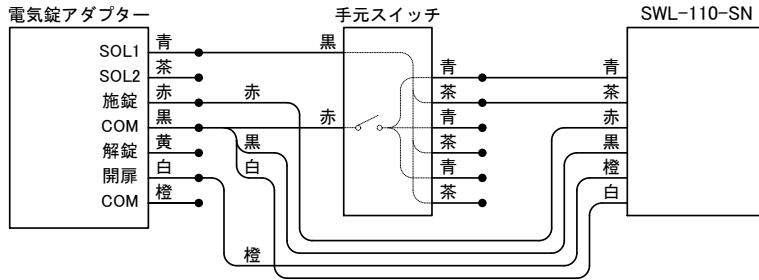 電気錠アダプター
手元スイッチ
SWL-110-SN
SOL1 青
黒
SOL2 茶
青
青
施錠 赤
赤
茶
茶
COM 黒
赤
青
赤
解錠 黄
黒
茶
黒
開扉 白
白
青
橙
COM 橙
茶
白
橙